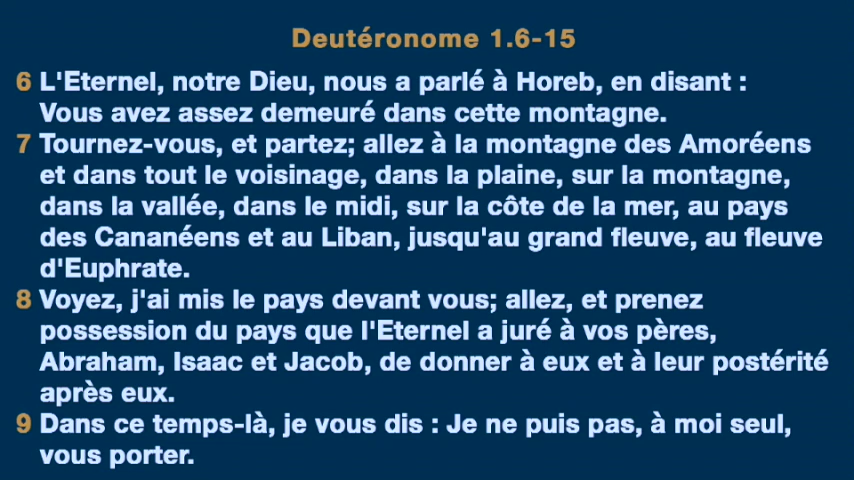 Deutéronome 1.6-15
6 L'Eternel, notre Dieu, nous a parlé à Horeb, en disant :
Vous avez assez demeuré dans cette montagne.
7 Tournez-vous, et partez; allez à la montagne des Amoréens
et dans tout le voisinage, dans la plaine, sur la montagne,
dans la vallée, dans le midi, sur la côte de la mer, au pays
des Cananéens et au Liban, jusqu'au grand fleuve, au fleuve
d'Euphrate.
8 Voyez, j'ai mis le pays devant vous; allez, et prenez
possession du pays que l'Eternel a juré à vos pères,
Abraham, Isaac et Jacob, de donner à eux et à leur postérité
après eux.
9 Dans ce temps-là, je vous dis : Je ne puis pas, à moi seul,
vous porter.